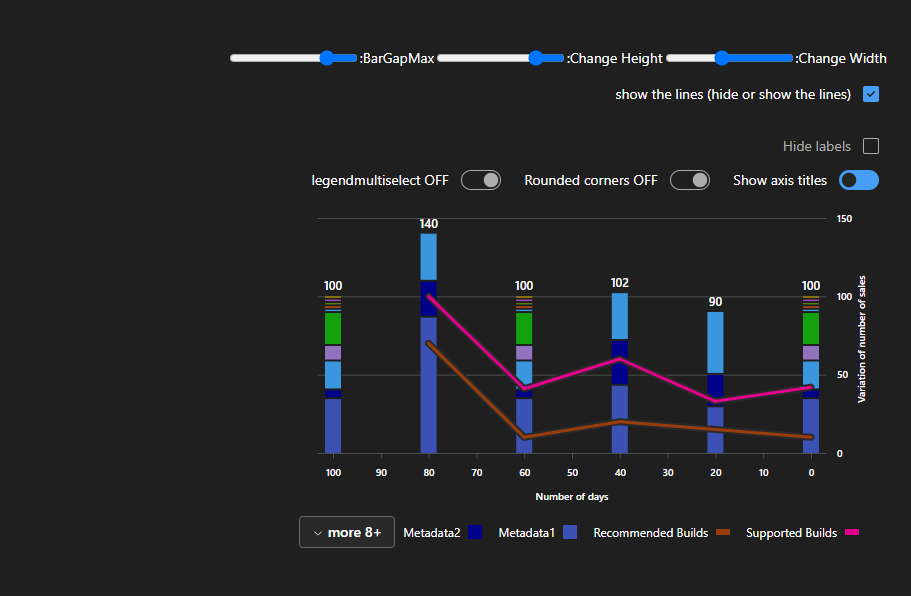 :BarGapMax :Change Height :Change Width
show the lines (hide or show the lines)
Hide labels
legendmultiselect OFF Rounded corners OFF Show axis titles
150
140
100 100 102 90 100
100
50
0
Variation of number of sales
100 90 80 70 60 50 40 30 20 10 0
Number of days
more 8+ Metadata2 Metadata1 Recommended Builds Supported Builds